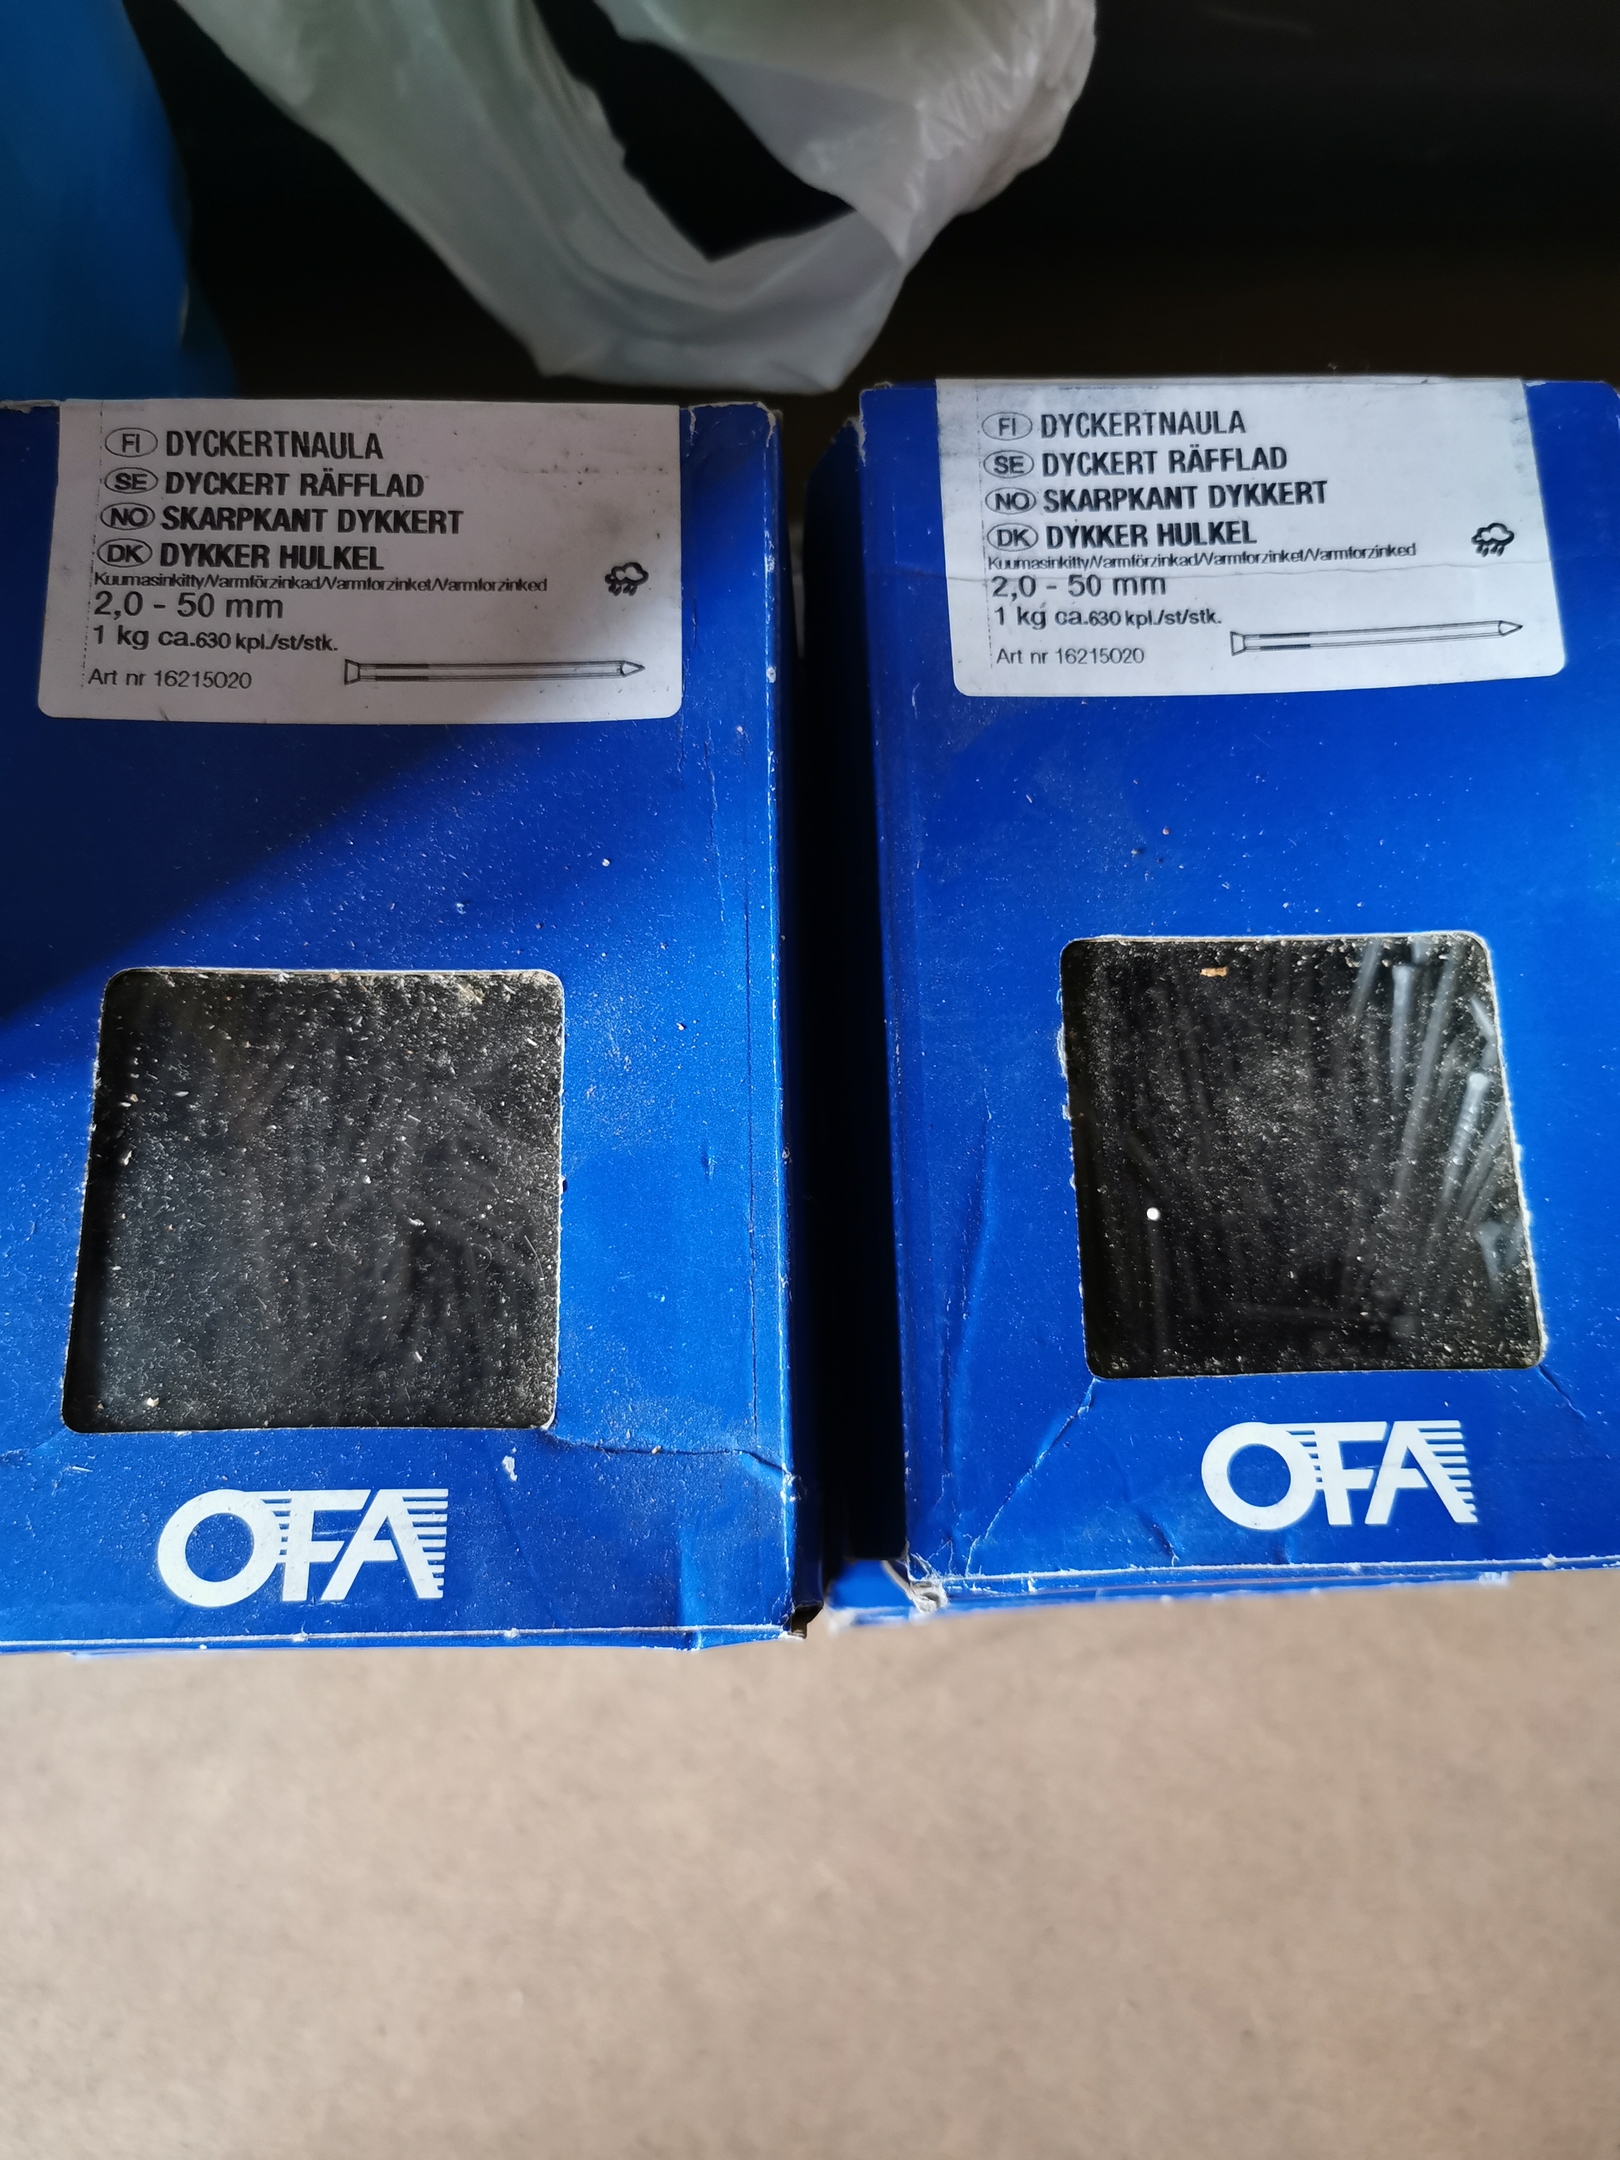 FI DYCKERTNAULA
SE DYCKERT RÄFFLAD
NO SKARPKANT DYKKERT
DK DYKKER HULKEL
Kuumasinkitty/Varmförzinkad/Varmforzinket/Varmforzinked
2,0 - 50 mm
1 kg ca.630 kpl./st/stk.
Art nr 16215020
OFA
FI DYCKERTNAULA
SE DYCKERT RÄFFLAD
NO SKARPKANT DYKKERT
DK DYKKER HULKEL
Kuumasinkitty/Varmförzinkad/Varmforzinket/Varmforzinked
2,0 - 50 mm
1 kg ca.630 kpl./st/stk.
Art nr 16215020
OFA